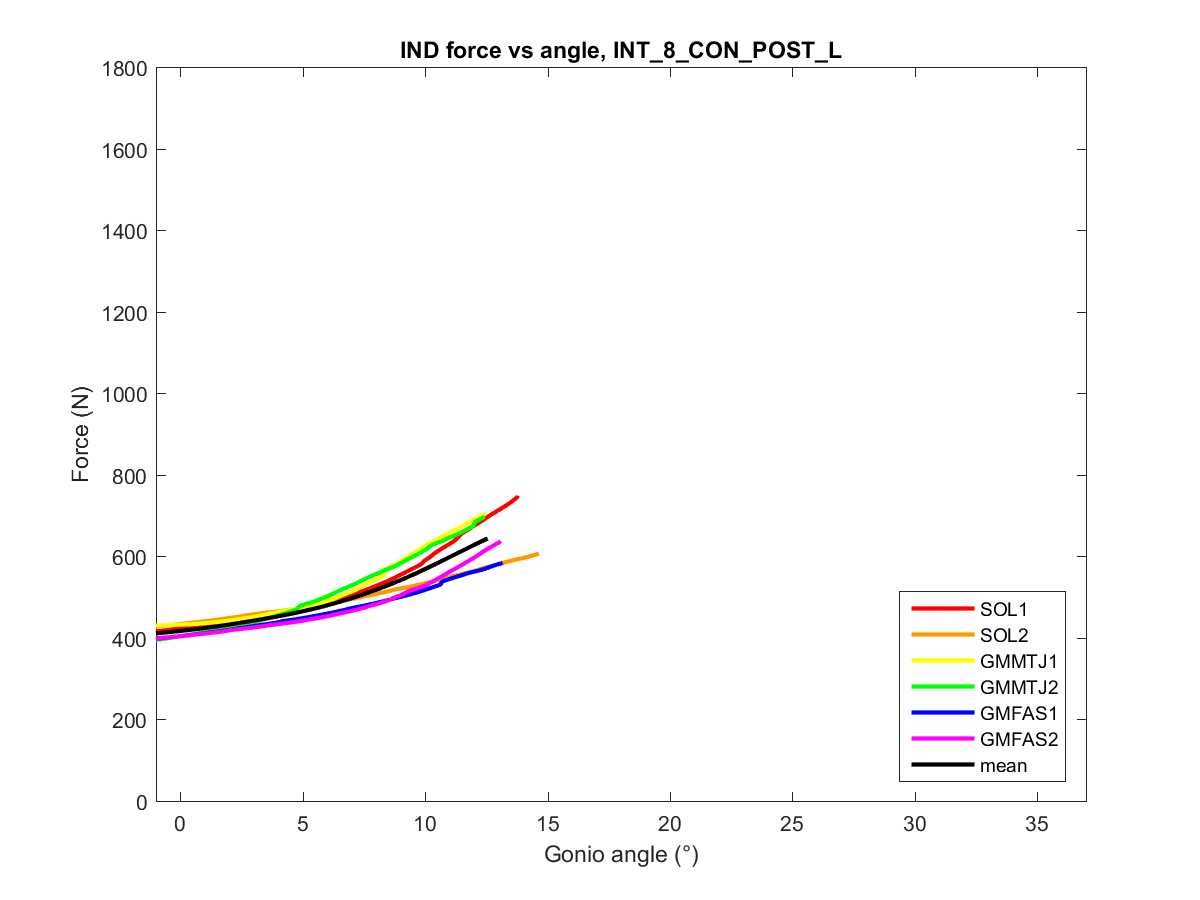 IND force vs angle, INT_8_CON_POST_L
1800
1600
1400
1200
1000
800
600
400
200
0
Force (N)
0 5 10 15 20 25 30 35
Gonio angle (°)
SOL1
SOL2
GMMTJ1
GMMTJ2
GMFAS1
GMFAS2
mean